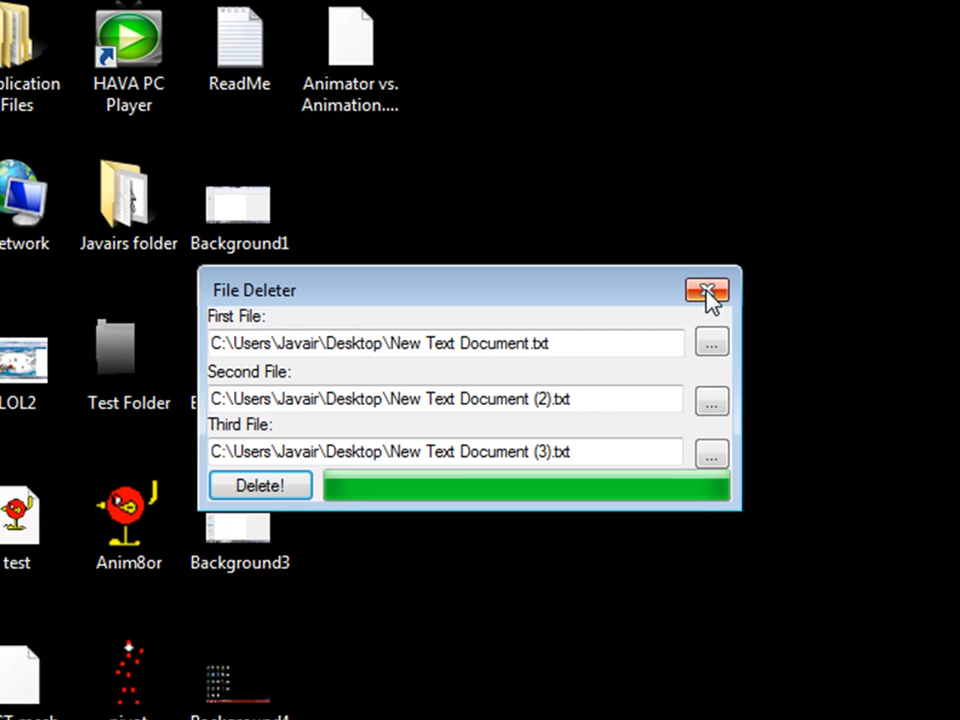 plication
Files
HAVA PC
Player
ReadMe
Animator vs.
Animation....
etwork
Javairs folder
Background1
File Deleter
First File:
C:\Users\Javair\Desktop\New Text Document.txt
...
Second File:
C:\Users\Javair\Desktop\New Text Document (2).txt
...
Third File:
C:\Users\Javair\Desktop\New Text Document (3).txt
...
Delete!
LOL2
Test Folder
test
Anim8or
Background3